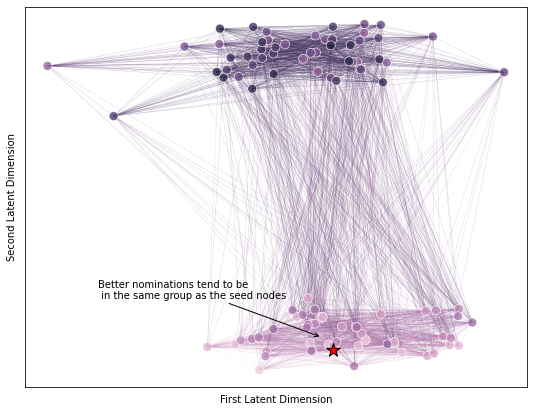 Second Latent Dimension
Better nominations tend to be
in the same group as the seed nodes
First Latent Dimension